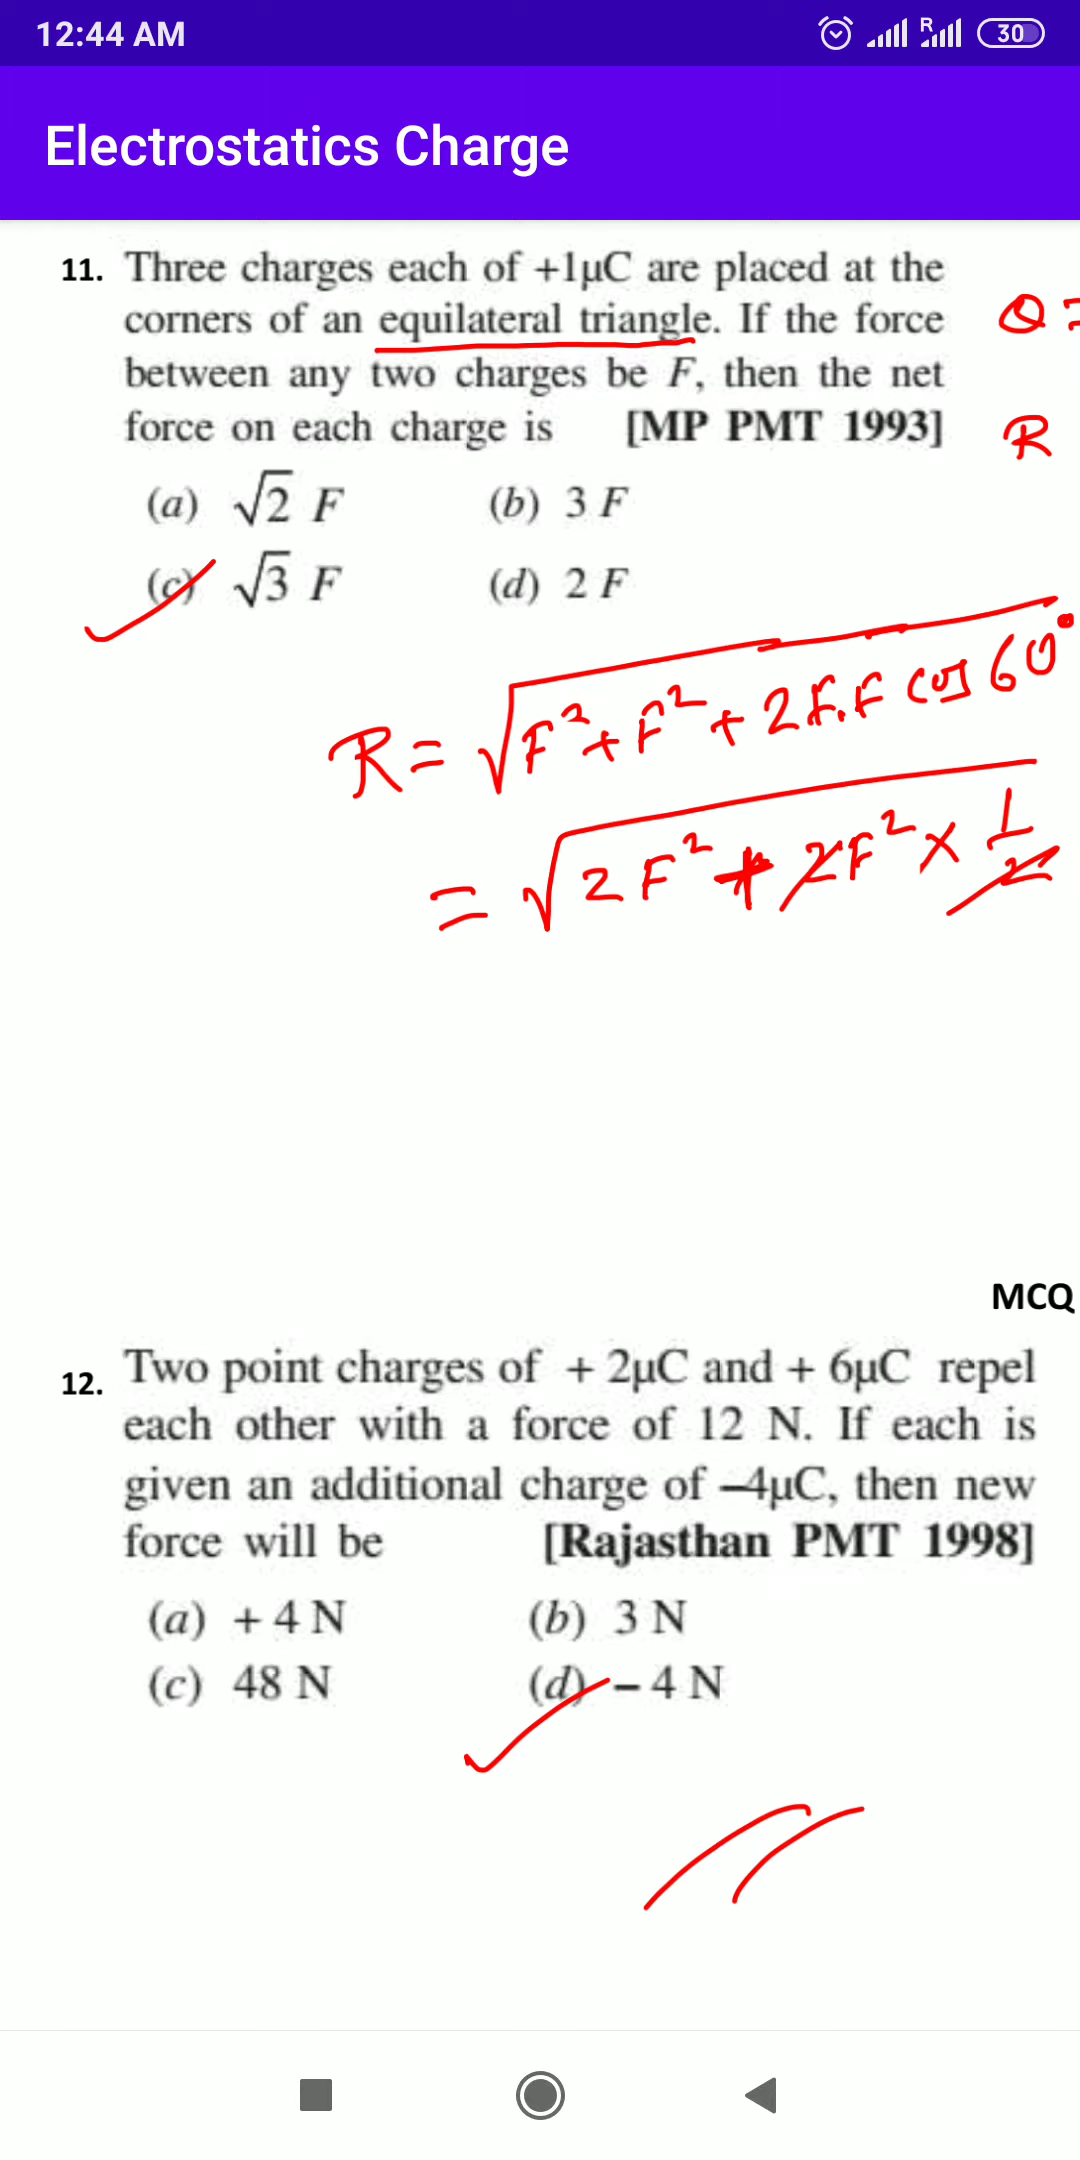 12:44 AM
R
30
Electrostatics Charge
11. Three charges each of +1μC are placed at the
corners of an equilateral triangle. If the force
between any two charges be F, then the net
force on each charge is [MP PMT 1993]
Q =
R
(a) √2 F (b) 3 F
(c) √3 F (d) 2 F
R = √F²+F²+2F.F cos 60°
= √2F²+2F²×1/2
MCQ
12. Two point charges of + 2μC and + 6μC repel
each other with a force of 12 N. If each is
given an additional charge of –4μC, then new
force will be [Rajasthan PMT 1998]
(a) + 4 N (b) 3 N
(c) 48 N (d) – 4 N